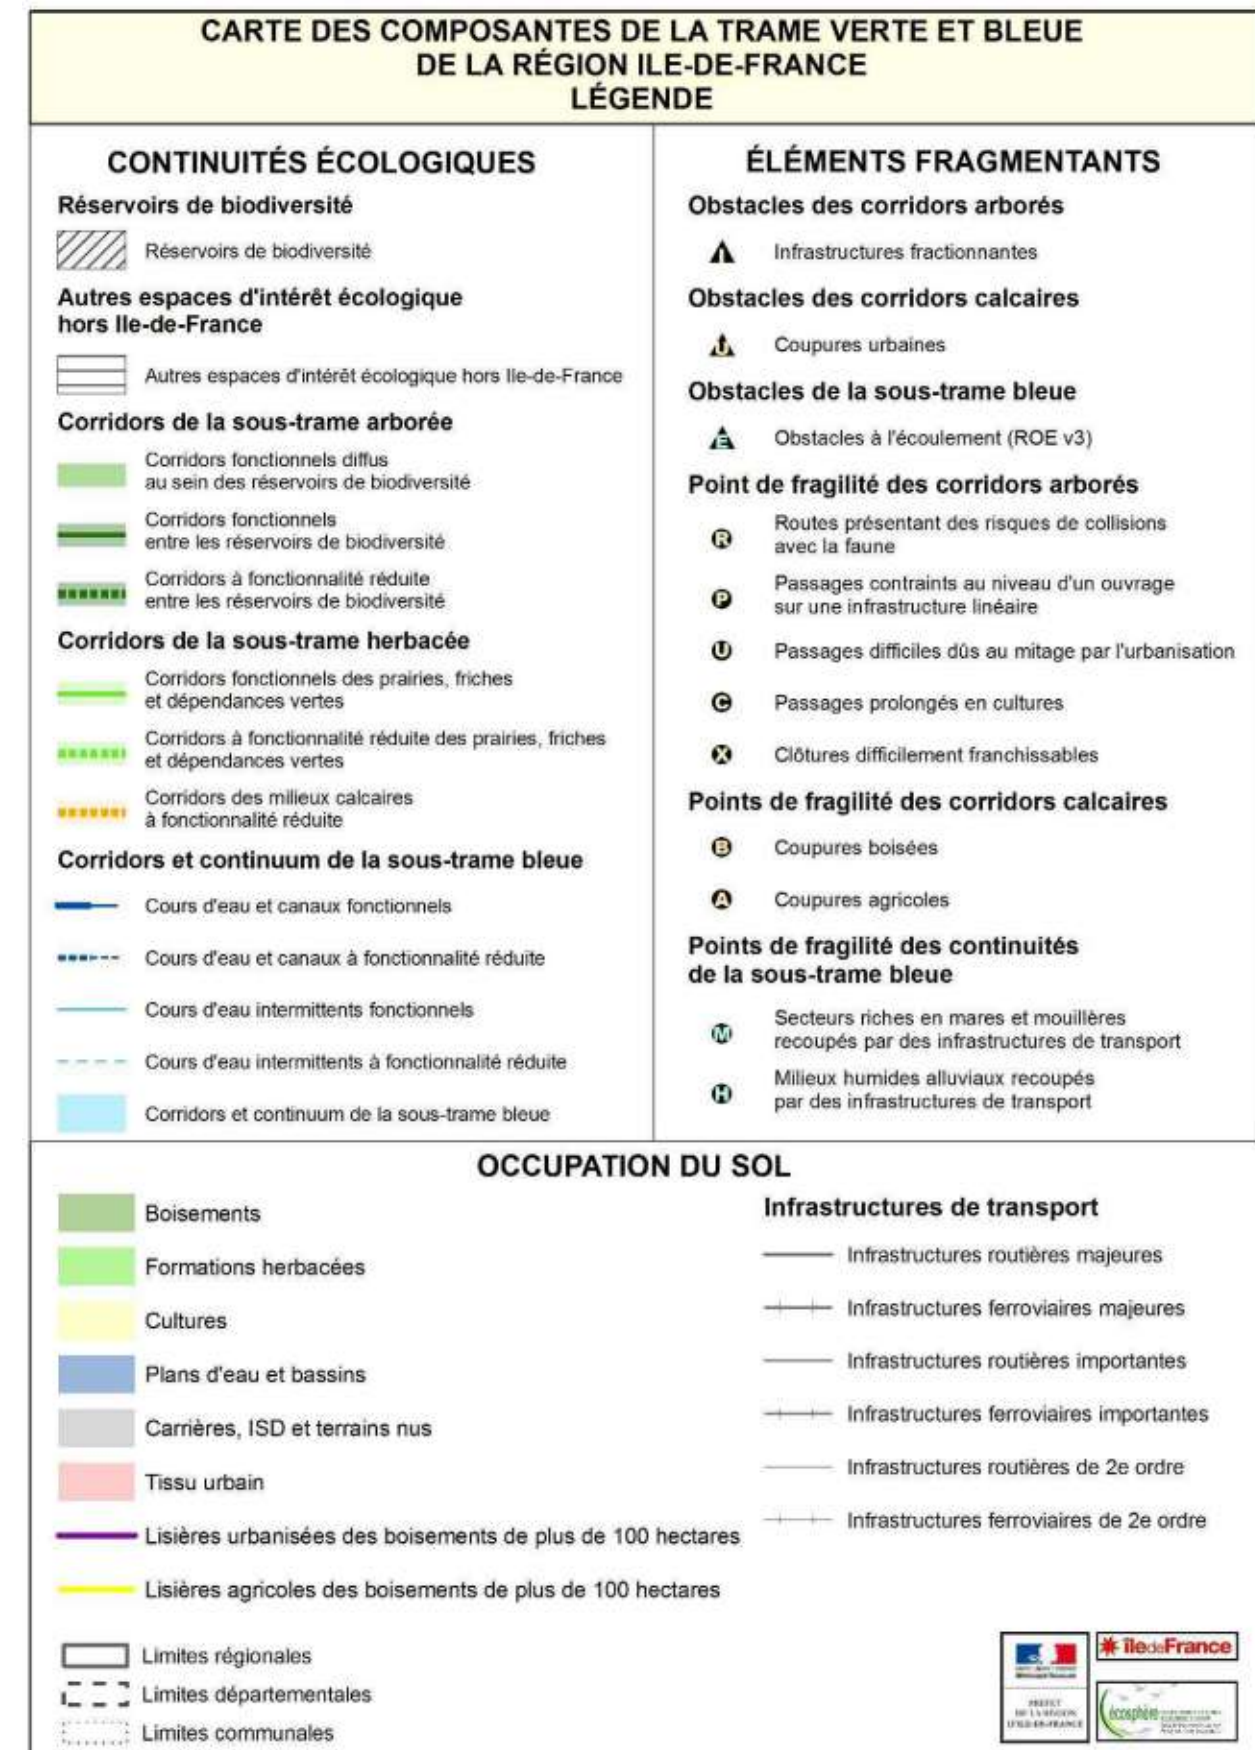 CARTE DES COMPOSANTES DE LA TRAME VERTE ET BLEUE
DE LA RÉGION ILE-DE-FRANCE
LÉGENDE
CONTINUITÉS ÉCOLOGIQUES
Réservoirs de biodiversité
Réservoirs de biodiversité
Autres espaces d'intérêt écologique
hors Ile-de-France
Autres espaces d'intérêt écologique hors Ile-de-France
Corridors de la sous-trame arborée
Corridors fonctionnels diffus
au sein des réservoirs de biodiversité
Corridors fonctionnels
entre les réservoirs de biodiversité
Corridors à fonctionnalité réduite
entre les réservoirs de biodiversité
Corridors de la sous-trame herbacée
Corridors fonctionnels des prairies, friches
et dépendances vertes
Corridors à fonctionnalité réduite des prairies, friches
et dépendances vertes
Corridors des milieux calcaires
à fonctionnalité réduite
Corridors et continuum de la sous-trame bleue
Cours d'eau et canaux fonctionnels
Cours d'eau et canaux à fonctionnalité réduite
Cours d'eau intermittents fonctionnels
Cours d'eau intermittents à fonctionnalité réduite
Corridors et continuum de la sous-trame bleue
ÉLÉMENTS FRAGMENTANTS
Obstacles des corridors arborés
I Infrastructures fractionnantes
Obstacles des corridors calcaires
U Coupures urbaines
Obstacles de la sous-trame bleue
E Obstacles à l'écoulement (ROE v3)
Point de fragilité des corridors arborés
R Routes présentant des risques de collisions
avec la faune
P Passages contraints au niveau d'un ouvrage
sur une infrastructure linéaire
U Passages difficiles dûs au mitage par l'urbanisation
C Passages prolongés en cultures
X Clôtures difficilement franchissables
Points de fragilité des corridors calcaires
B Coupures boisées
A Coupures agricoles
Points de fragilité des continuités
de la sous-trame bleue
M Secteurs riches en mares et mouillères
recoupés par des infrastructures de transport
H Milieux humides alluviaux recoupés
par des infrastructures de transport
OCCUPATION DU SOL
Boisements
Formations herbacées
Cultures
Plans d'eau et bassins
Carrières, ISD et terrains nus
Tissu urbain
Lisières urbanisées des boisements de plus de 100 hectares
Lisières agricoles des boisements de plus de 100 hectares
Limites régionales
Limites départementales
Limites communales
Infrastructures de transport
Infrastructures routières majeures
Infrastructures ferroviaires majeures
Infrastructures routières importantes
Infrastructures ferroviaires importantes
Infrastructures routières de 2e ordre
Infrastructures ferroviaires de 2e ordre
PRÉFET
DE LA RÉGION
D'ILE-DE-FRANCE
îledeFrance
écosphère